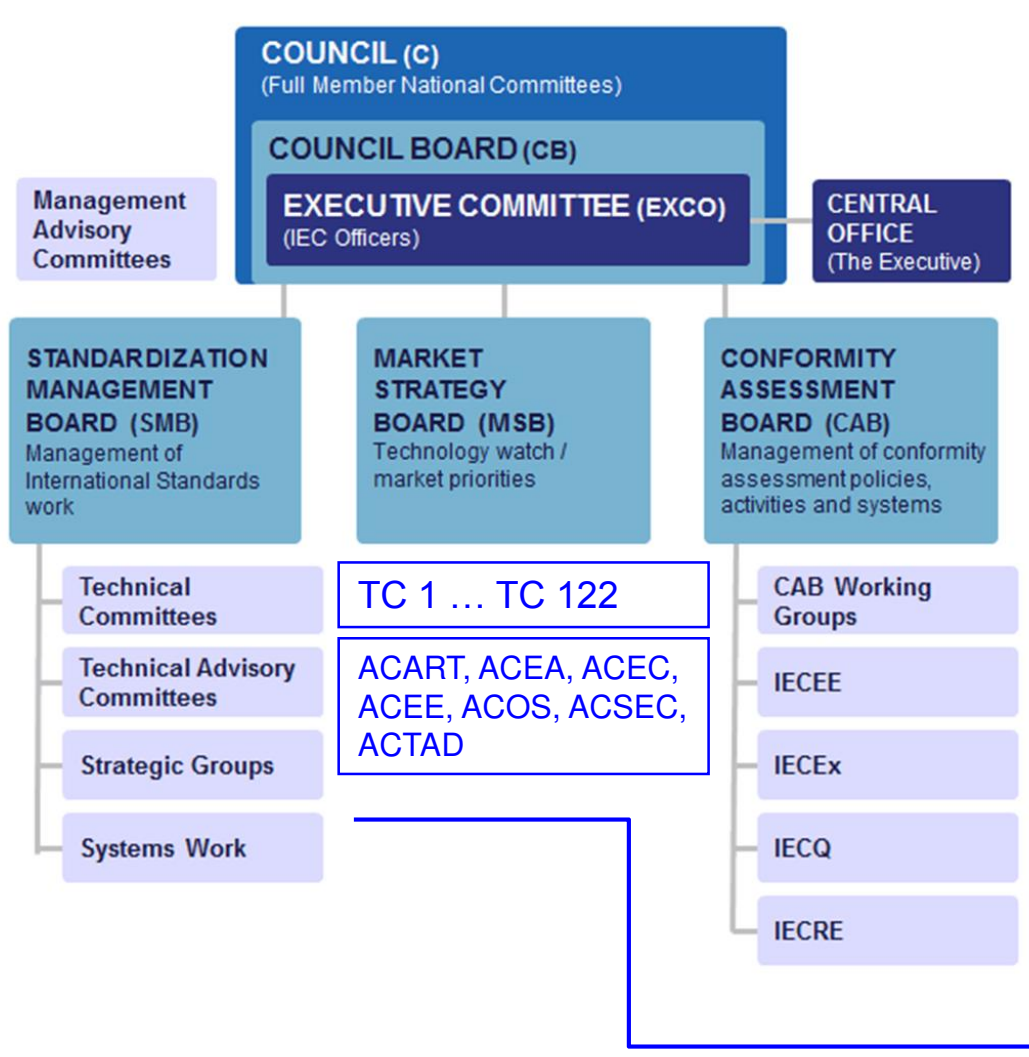 COUNCIL (C)
(Full Member National Committees)
COUNCIL BOARD (CB)
EXECUTIVE COMMITTEE (EXCO)
(IEC Officers)
Management
Advisory
Committees
CENTRAL
OFFICE
(The Executive)
STANDARDIZATION
MANAGEMENT
BOARD (SMB)
Management of
International Standards
work
MARKET
STRATEGY
BOARD (MSB)
Technology watch /
market priorities
CONFORMITY
ASSESSMENT
BOARD (CAB)
Management of conformity
assessment policies,
activities and systems
Technical
Committees
TC 1 … TC 122
Technical Advisory
Committees
ACART, ACEA, ACEC,
ACEE, ACOS, ACSEC,
ACTAD
Strategic Groups
Systems Work
CAB Working
Groups
IECEE
IECEx
IECQ
IECRE